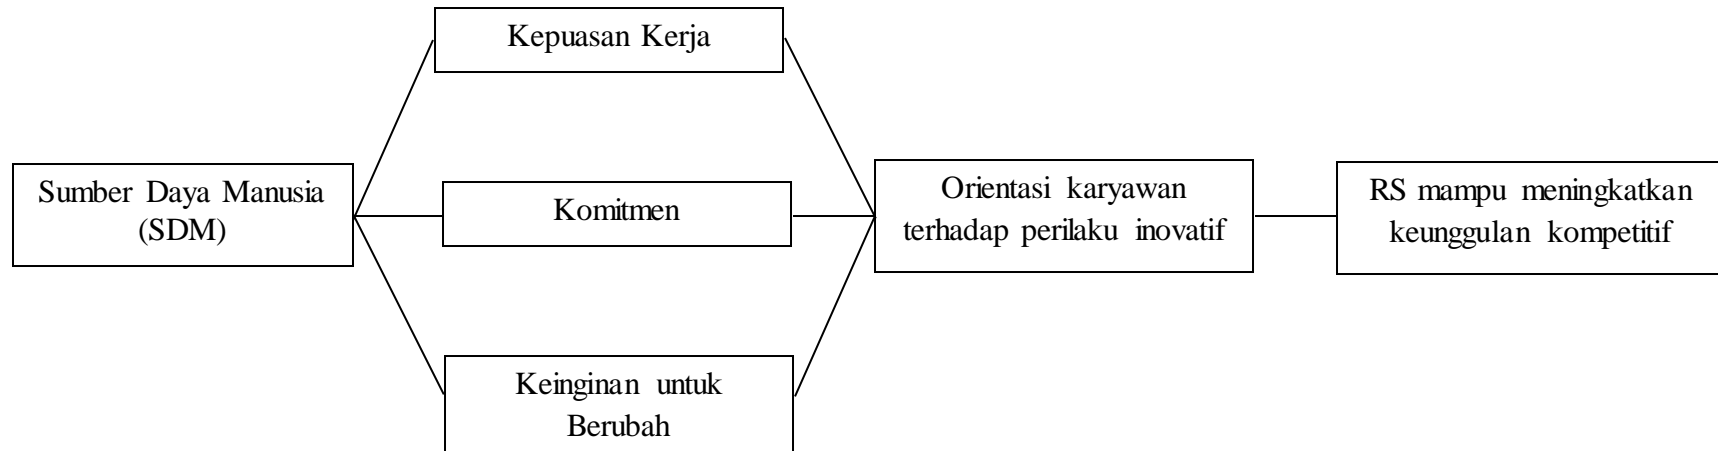 Kepuasan Kerja
Sumber Daya Manusia
(SDM)
Komitmen
Keinginan untuk
Berubah
Orientasi karyawan
terhadap perilaku inovatif
RS mampu meningkatkan
keunggulan kompetitif